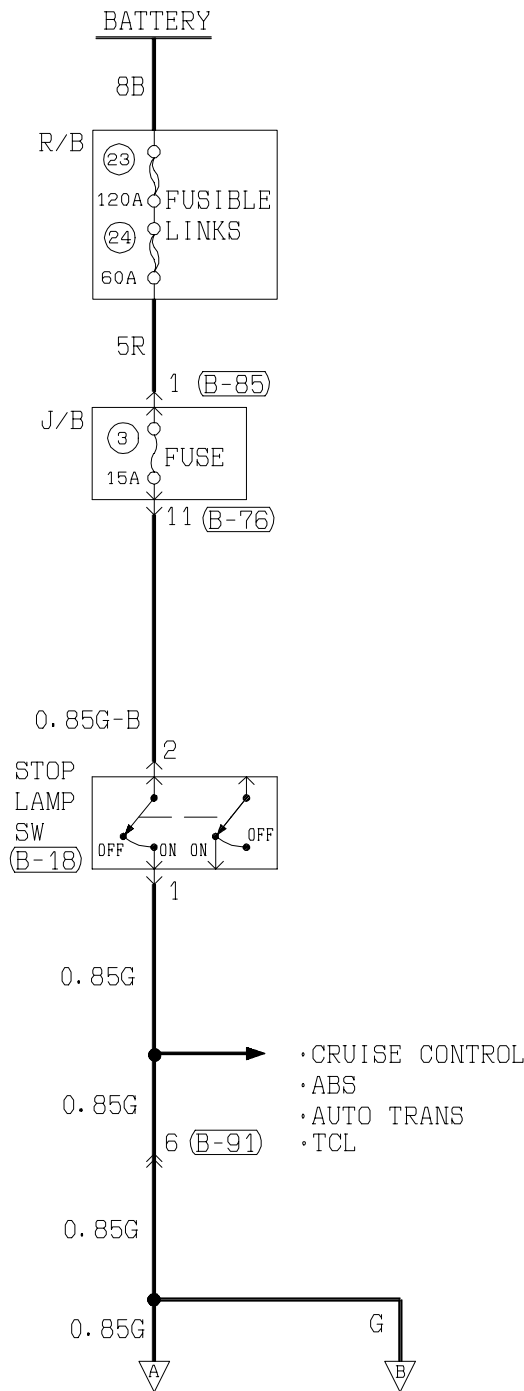 BATTERY
8B
R/B
23
120A
FUSIBLE
LINKS
24
60A
5R
1 (B-85)
J/B
3
FUSE
15A
11 (B-76)
0.85G-B
2
STOP
LAMP
SW
(B-18)
OFF ON ON OFF
1
0.85G
·CRUISE CONTROL
·ABS
·AUTO TRANS
·TCL
0.85G
6 (B-91)
0.85G
0.85G
G
A
B